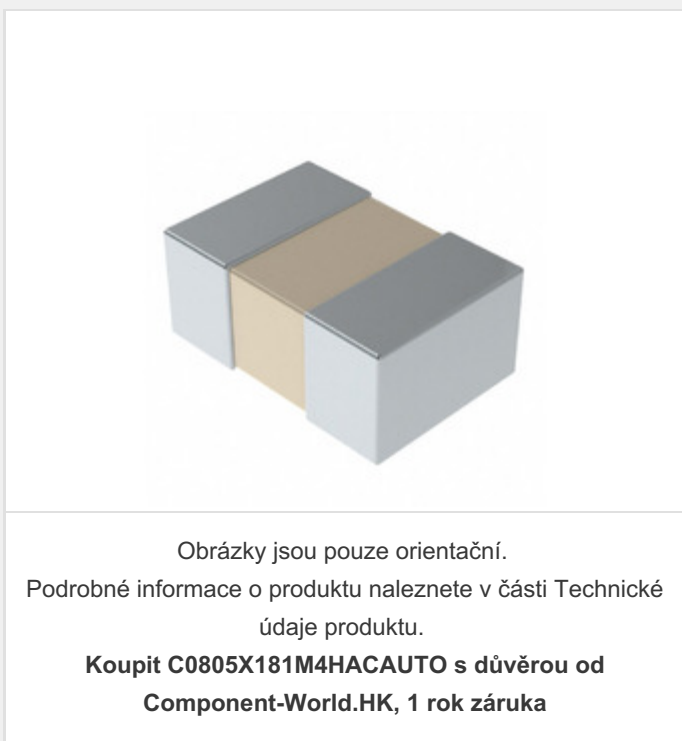 Obrázky jsou pouze orientační.
Podrobné informace o produktu naleznete v části Technické
údaje produktu.
Koupit C0805X181M4HACAUTO s důvěrou od
Component-World.HK, 1 rok záruka